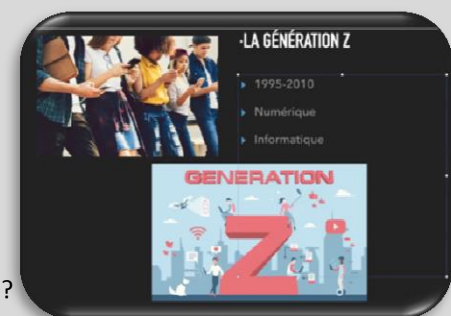 ·LA GÉNÉRATION Z
1995-2010
Numérique
Informatique
GENERATION
Z
?